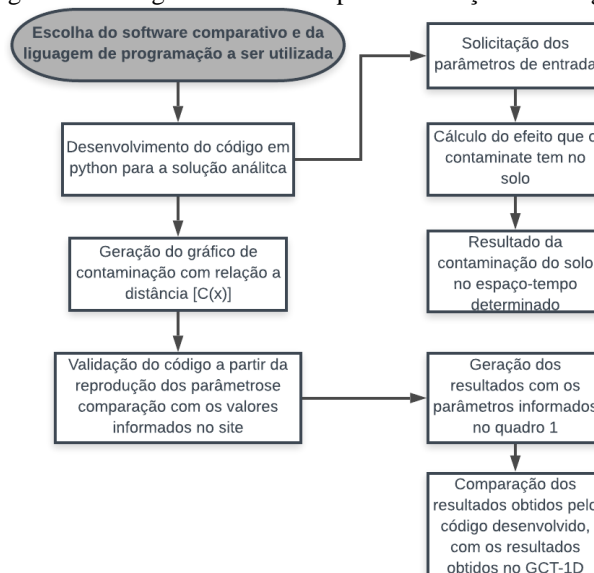 Escolha do software comparativo e da
liguagem de programação a ser utilizada
Desenvolvimento do código em
python para a solução análitca
Geração do gráfico de
contaminação com relação a
distância [C(x)]
Validação do código a partir da
reprodução dos parâmetrose
comparação com os valores
informados no site
Solicitação dos
parâmetros de entrada
Cálculo do efeito que o
contaminate tem no
solo
Resultado da
contaminação do solo
no espaço-tempo
determinado
Geração dos
resultados com os
parâmetros informados
no quadro 1
Comparação dos
resultados obtidos pelo
código desenvolvido,
com os resultados
obtidos no GCT-1D